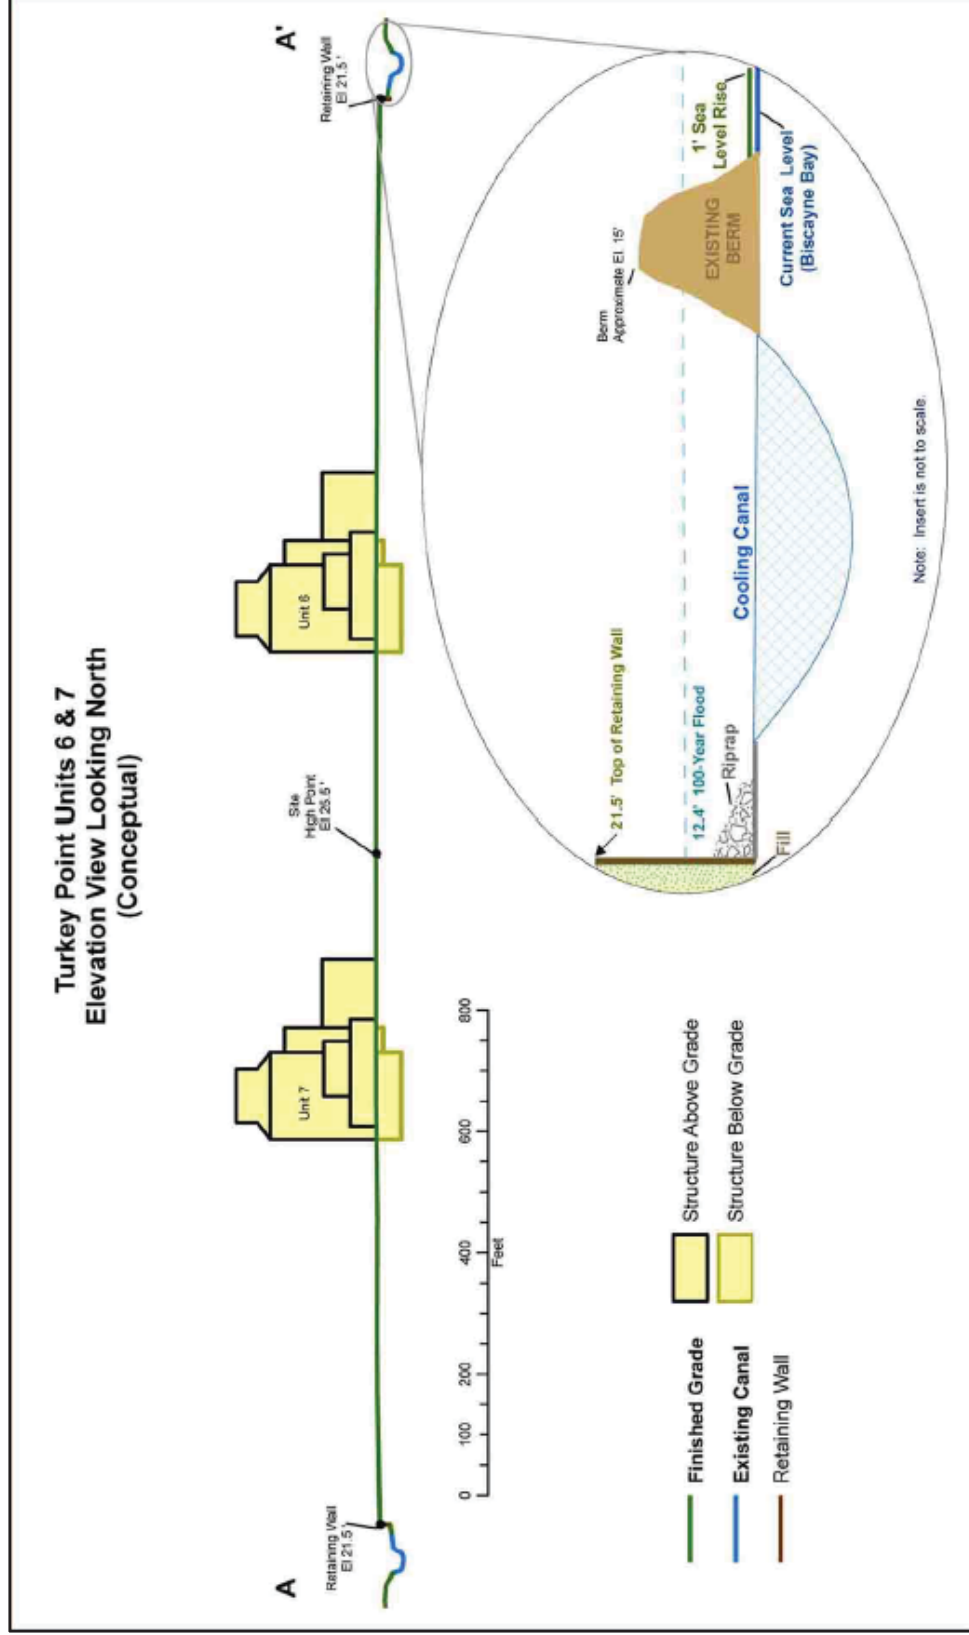 Turkey Point Units 6 & 7
Elevation View Looking North
(Conceptual)
A
A'
Retaining Wall
El 21.5 '
Unit 7
Site
High Point
El 25.5 '
Unit 6
Retaining Wall
El 21.5 '
0
100
200
400
600
800
Feet
Finished Grade
Existing Canal
Retaining Wall
Structure Above Grade
Structure Below Grade
21.5' Top of Retaining Wall
12.4' 100-Year Flood
Riprap
Fill
Cooling Canal
Berm
Approximate El. 15'
EXISTING
BERM
1' Sea
Level Rise
Current Sea Level
(Biscayne Bay)
Note: Insert is not to scale.